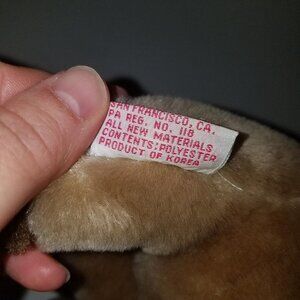 SAN FRANCISCO, CA.
PA REG. NO. 118
ALL NEW MATERIALS
CONTENTS: POLYESTER
PRODUCT OF KOREA